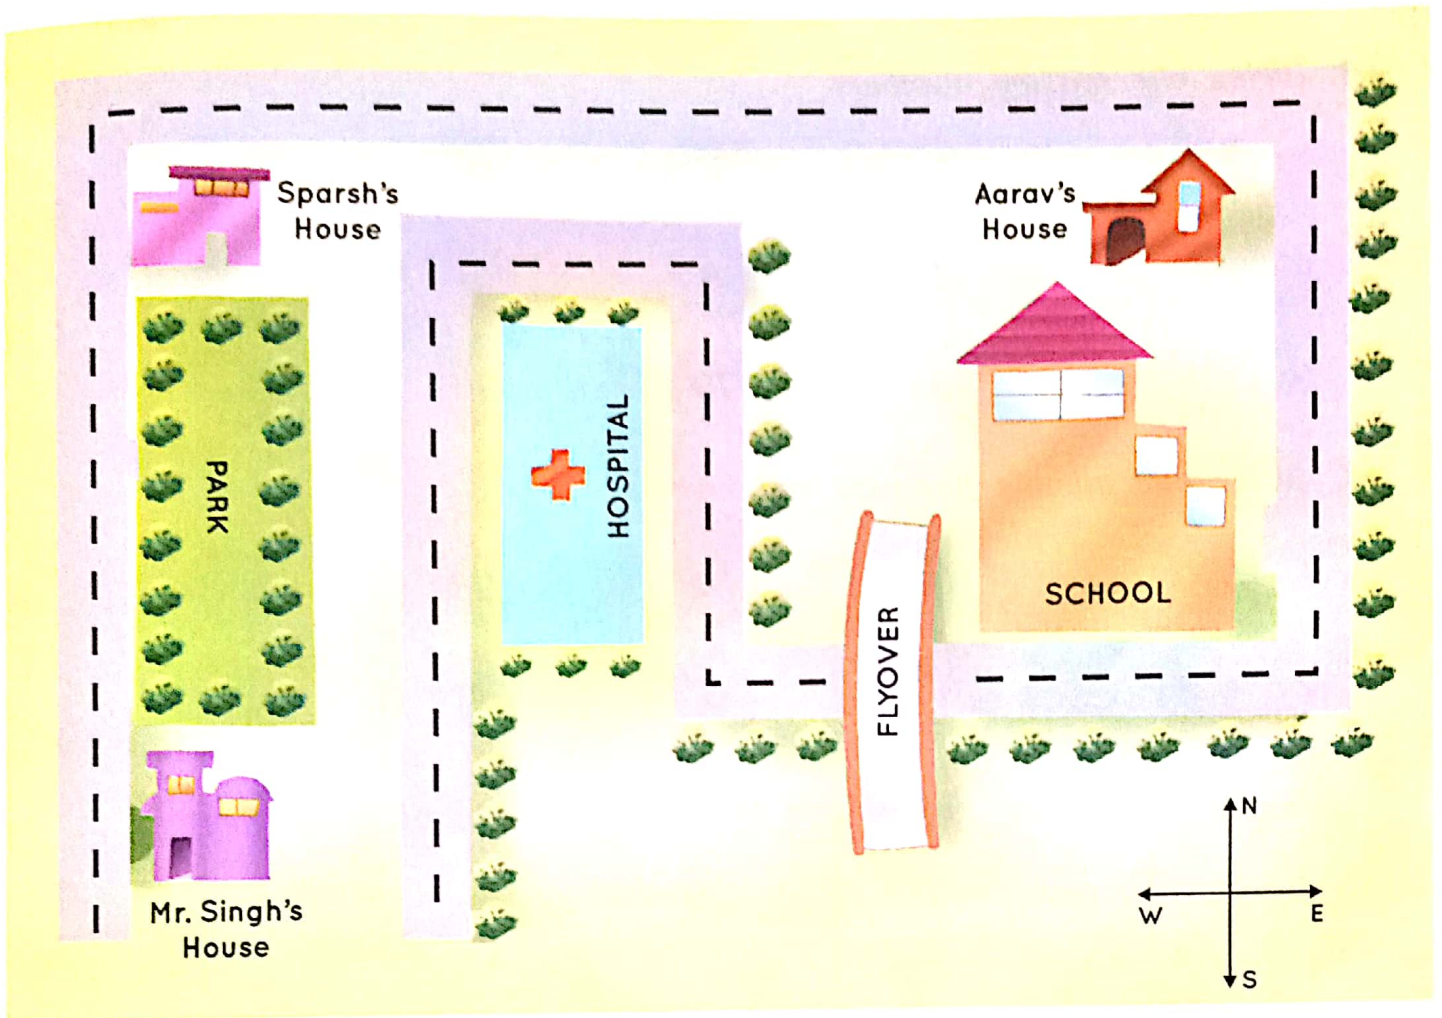 Sparsh's
House
Aarav's
House
PARK
HOSPITAL
SCHOOL
FLYOVER
Mr. Singh's
House
N
W
E
S